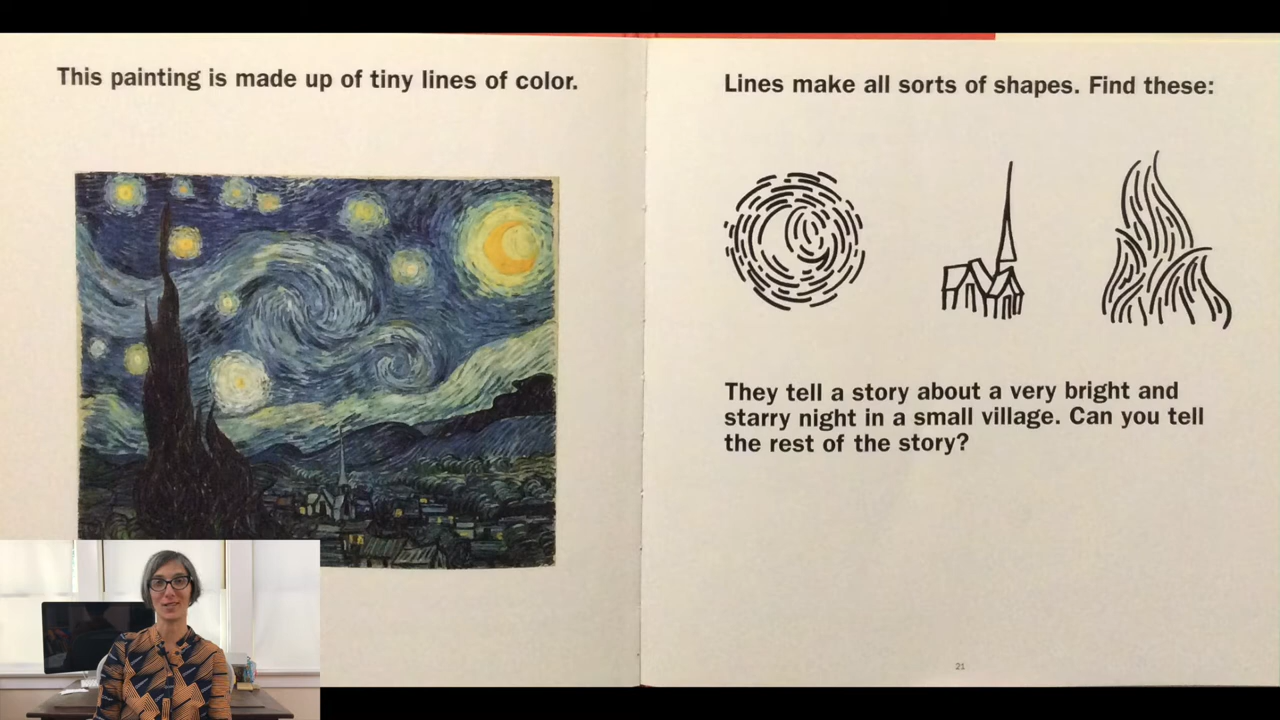 This painting is made up of tiny lines of color.
Lines make all sorts of shapes. Find these:
They tell a story about a very bright and
starry night in a small village. Can you tell
the rest of the story?
21